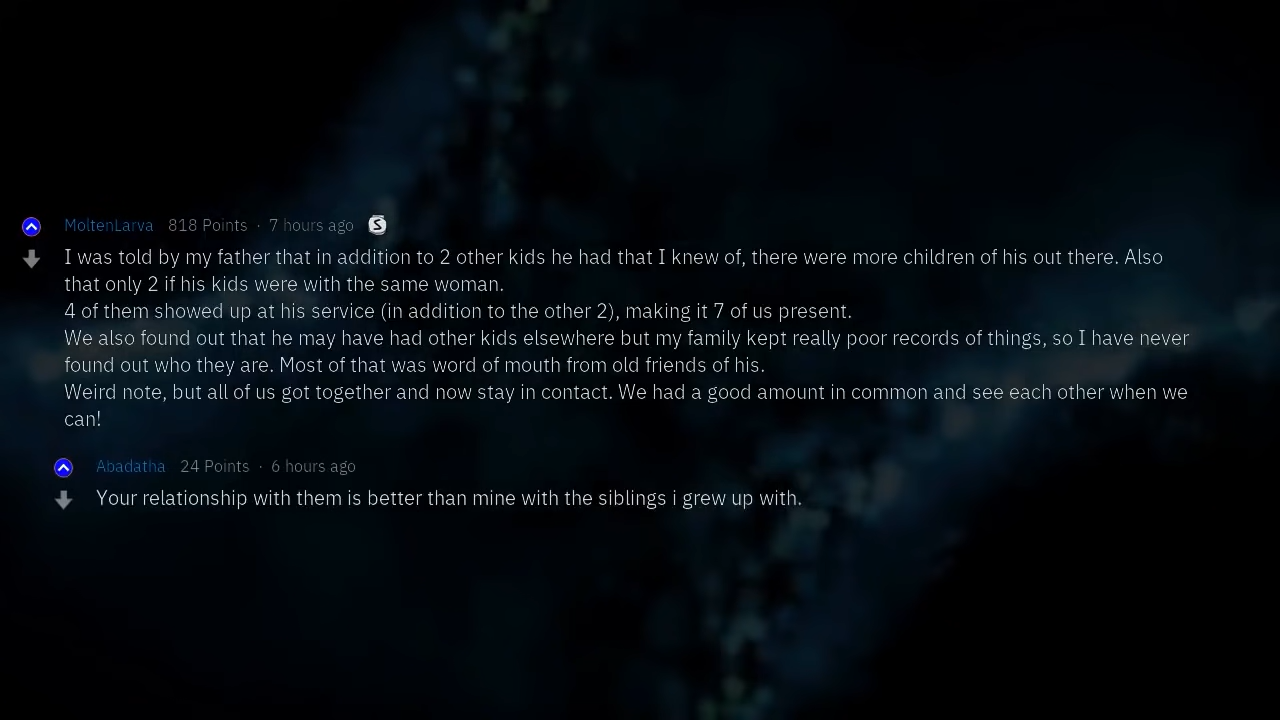 MoltenLarva 818 Points · 7 hours ago S
I was told by my father that in addition to 2 other kids he had that I knew of, there were more children of his out there. Also
that only 2 if his kids were with the same woman.
4 of them showed up at his service (in addition to the other 2), making it 7 of us present.
We also found out that he may have had other kids elsewhere but my family kept really poor records of things, so I have never
found out who they are. Most of that was word of mouth from old friends of his.
Weird note, but all of us got together and now stay in contact. We had a good amount in common and see each other when we
can!
Abadatha 24 Points · 6 hours ago
Your relationship with them is better than mine with the siblings i grew up with.